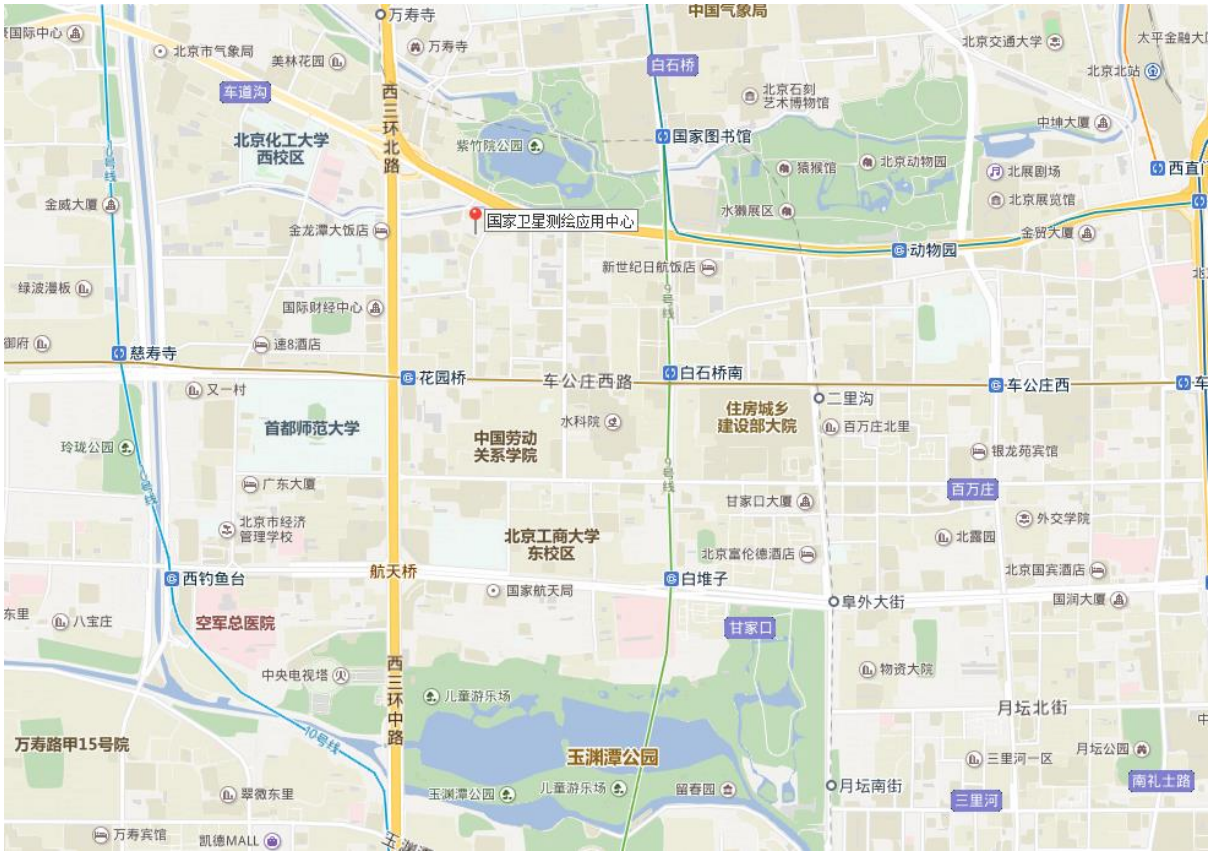 豪国际中心
北京市气象局
美林花园
万寿寺
万寿寺
中国气象局
白石桥
北京交通大学
太平金融大厦
北京北站
车道沟
西三环北路
北京石刻
艺术博物馆
中坤大厦
北京化工大学
西校区
紫竹院公园
国家图书馆
猿猴馆
北京动物园
北展剧场
西直门
10号线
金威大厦
金龙潭大饭店
国家卫星测绘应用中心
水獭展区
北京展览馆
金贸大厦
动物园
新世纪日航饭店
北
绿波漫板
国际财经中心
9号线
御府
速8酒店
慈寿寺
花园桥
车公庄西路
白石桥南
车公庄西
车
又一村
二里沟
首都师范大学
水科院
住房城乡
建设部大院
百万庄北里
玲珑公园
中国劳动
关系学院
银龙苑宾馆
10号线
广东大厦
9号线
百万庄
甘家口大厦
北京市经济
管理学校
北京工商大学
东校区
外交学院
北露园
北京富伦德酒店
西钓鱼台
航天桥
国家航天局
白堆子
北京国宾酒店
东里
八宝庄
空军总医院
阜外大街
国润大厦
甘家口
中央电视塔
西三环中路
儿童游乐场
物资大院
月坛北街
中
10号线
万寿路甲15号院
玉渊潭公园
三里河一区
月坛公园
翠微东里
玉渊潭公园
儿童游乐场
留春园
月坛南街
三里河
南礼士路
万寿宾馆
凯德MALL
玉渊潭